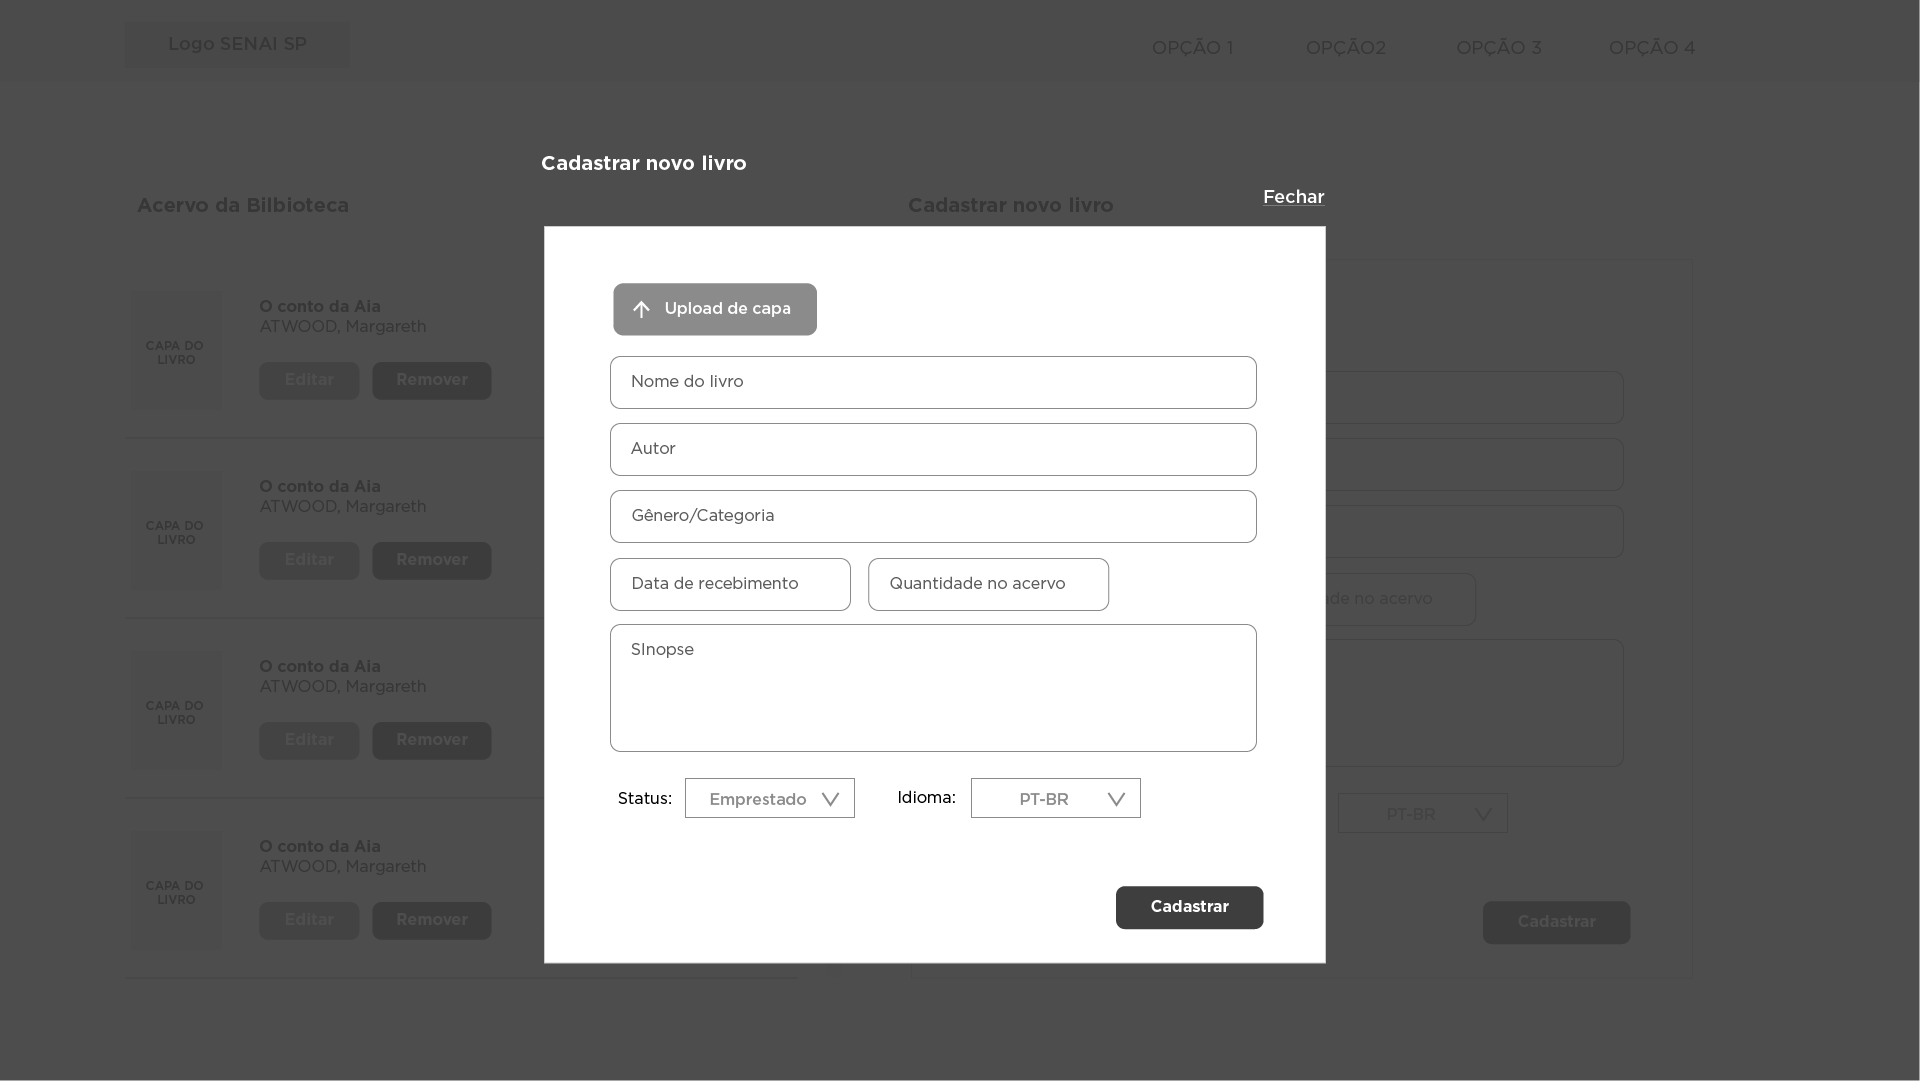 Logo SENAI SP
OPÇÃO 1
OPÇÃO2
OPÇÃO 3
OPÇÃO 4
Cadastrar novo livro
Fechar
Acervo da Bilbioteca
Cadastrar novo livro
CAPA DO
LIVRO
O conto da Aia
ATWOOD, Margareth
Editar
Remover
CAPA DO
LIVRO
O conto da Aia
ATWOOD, Margareth
Editar
Remover
CAPA DO
LIVRO
O conto da Aia
ATWOOD, Margareth
Editar
Remover
CAPA DO
LIVRO
O conto da Aia
ATWOOD, Margareth
Editar
Remover
Upload de capa
Nome do livro
Autor
Gênero/Categoria
Data de recebimento
Quantidade no acervo
SInopse
Status:
Emprestado
Idioma:
PT-BR
Cadastrar
no acervo
PT-BR
Cadastrar